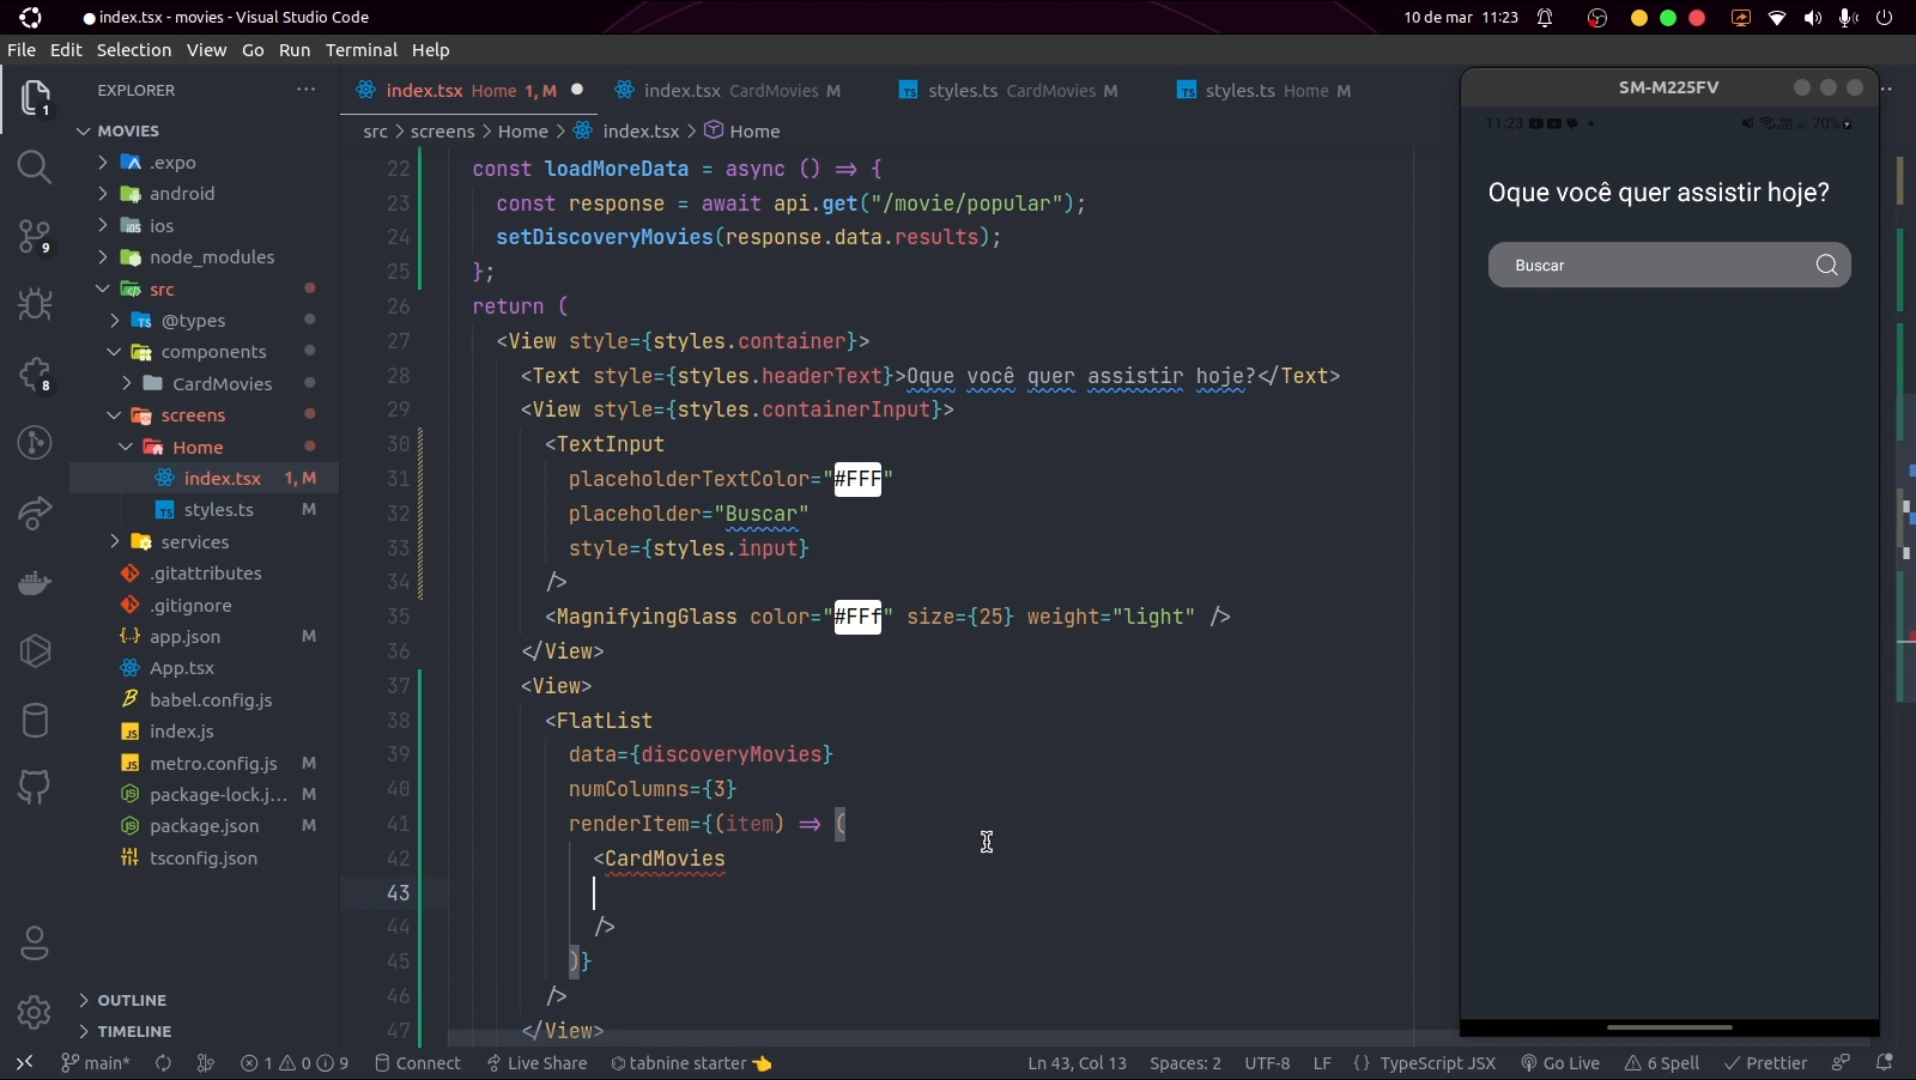 index.tsx - movies - Visual Studio Code
10 de mar 11:23
File Edit Selection View Go Run Terminal Help
EXPLORER
index.tsx Home 1, M
index.tsx CardMovies M
styles.ts CardMovies M
styles.ts Home M
src > screens > Home > index.tsx > Home
MOVIES
.expo
android
ios
node_modules
src
@types
components
CardMovies
screens
Home
index.tsx 1, M
styles.ts M
services
.gitattributes
.gitignore
app.json M
App.tsx
babel.config.js
index.js
metro.config.js M
package-lock.j... M
package.json M
tsconfig.json
OUTLINE
TIMELINE
1
9
8
22 const loadMoreData = async () => {
23 const response = await api.get("/movie/popular");
24 setDiscoveryMovies(response.data.results);
25 };
26 return (
27 <View style={styles.container}>
28 <Text style={styles.headerText}>Oque você quer assistir hoje?</Text>
29 <View style={styles.containerInput}>
30 <TextInput
31 placeholderTextColor="#FFF"
32 placeholder="Buscar"
33 style={styles.input}
34 />
35 <MagnifyingGlass color="#FFf" size={25} weight="light" />
36 </View>
37 <View>
38 <FlatList
39 data={discoveryMovies}
40 numColumns={3}
41 renderItem={(item) => (
42 <CardMovies
43
44 />
45 )}
46 />
47 </View>
SM-M225FV
11:23
70%
Oque você quer assistir hoje?
Buscar
main* 1 0 9 Connect Live Share tabnine starter
Ln 43, Col 13 Spaces: 2 UTF-8 LF {} TypeScript JSX Go Live 6 Spell Prettier